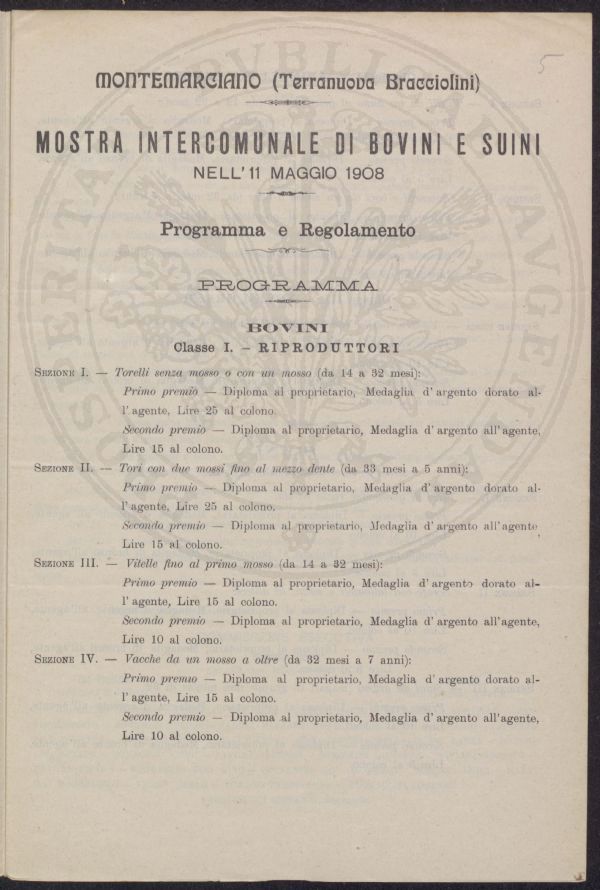 5
MONTEMARCIANO (Terranuova Bracciolini)
MOSTRA INTERCOMUNALE DI BOVINI E SUINI
NELL'11 MAGGIO 1908
Programma e Regolamento
PROGRAMMA
BOVINI
Classe I. - RIPRODUTTORI
SEZIONE I. — Torelli senza mosso o con un mosso (da 14 a 32 mesi):
Primo premio — Diploma al proprietario, Medaglia d'argento dorato al-
l'agente, Lire 25 al colono.
Secondo premio — Diploma al proprietario, Medaglia d'argento all'agente,
Lire 15 al colono.
SEZIONE II. — Tori con due mossi fino al mezzo dente (da 33 mesi a 5 anni):
Primo premio — Diploma al proprietario, Medaglia d'argento dorato al-
l'agente, Lire 25 al colono.
Secondo premio — Diploma al proprietario, Medaglia d'argento all'agente
Lire 15 al colono.
SEZIONE III. — Vitelle fino al primo mosso (da 14 a 32 mesi):
Primo premio — Diploma al proprietario, Medaglia d'argento dorato al-
l'agente, Lire 15 al colono.
Secondo premio — Diploma al proprietario, Medaglia d'argento all'agente,
Lire 10 al colono.
SEZIONE IV. — Vacche da un mosso a oltre (da 32 mesi a 7 anni):
Primo premio — Diploma al proprietario, Medaglia d'argento dorato al-
l'agente, Lire 15 al colono.
Secondo premio — Diploma al proprietario, Medaglia d'argento all'agente,
Lire 10 al colono.